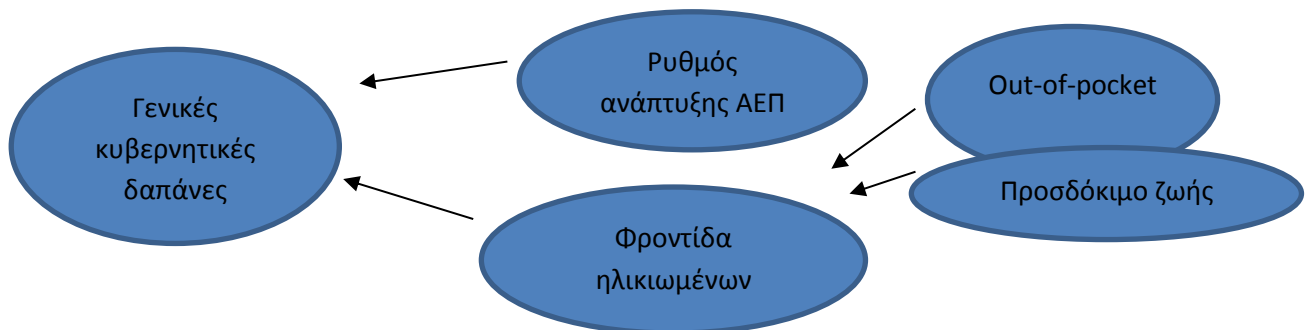 Γενικές
κυβερνητικές
δαπάνες
Ρυθμός
ανάπτυξης ΑΕΠ
Φροντίδα
ηλικιωμένων
Out-of-pocket
Προσδόκιμο ζωής